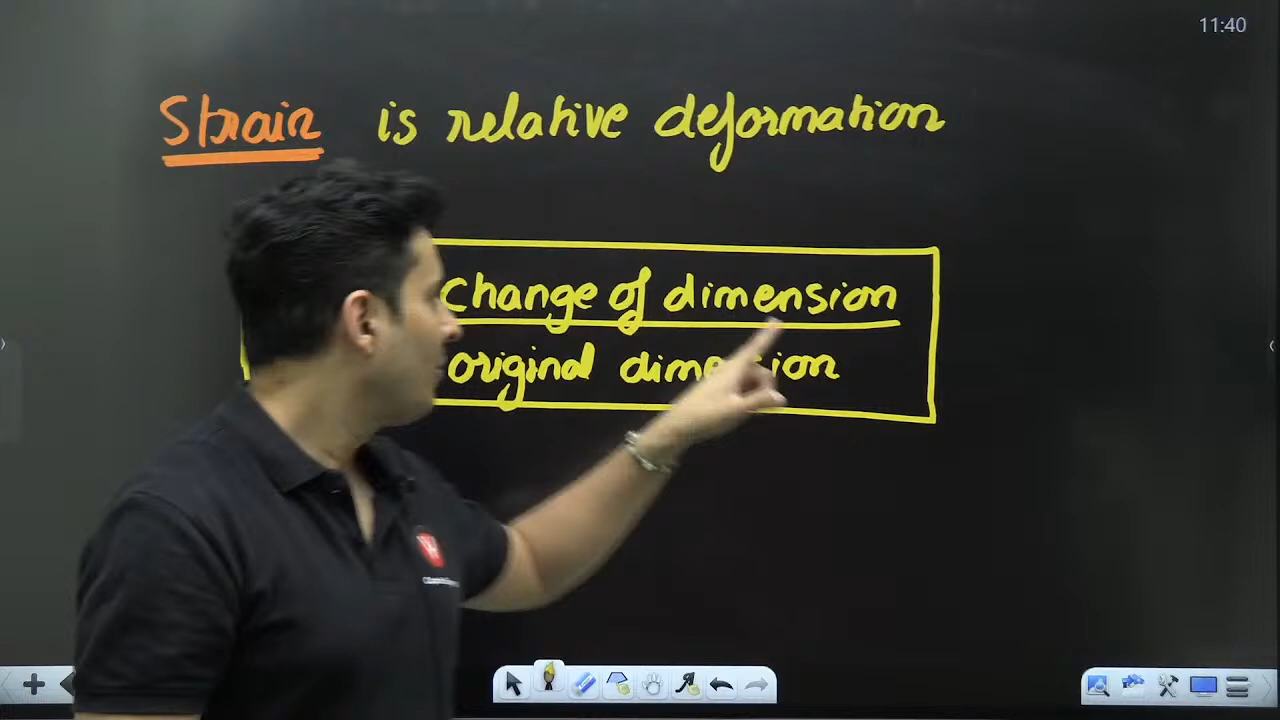 11:40
Strain is relative deformation
change of dimension
original dimension